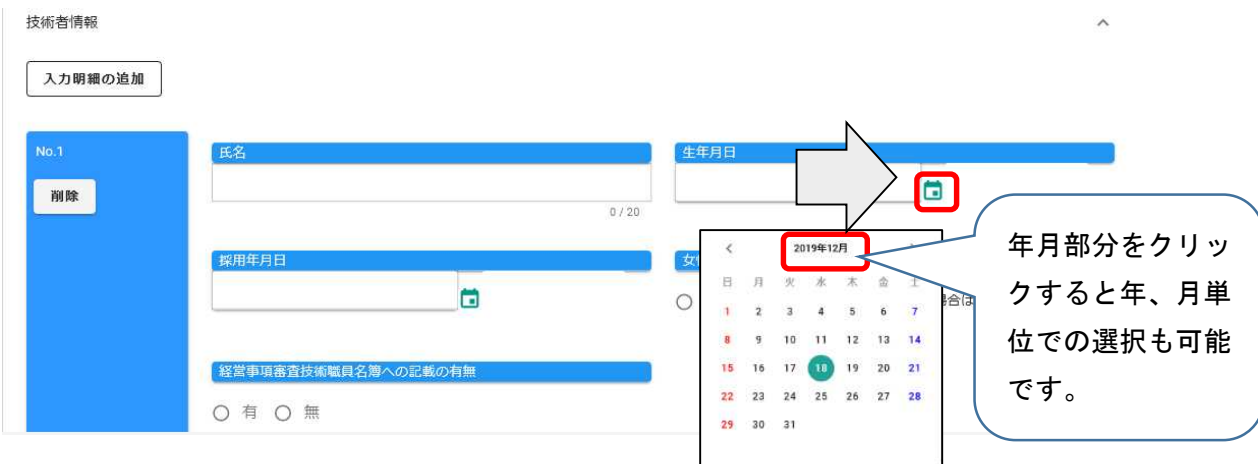 技術者情報
入力明細の追加
No.1
削除
氏名
0 / 20
生年月日
採用年月日
経営事項審査技術職員名簿への記載の有無
有 無
2019年12月
日 月 火 水 木 金 土
1 2 3 4 5 6 7
8 9 10 11 12 13 14
15 16 17 18 19 20 21
22 23 24 25 26 27 28
29 30 31
年月部分をクリッ
クすると年、月単
位での選択も可能
です。